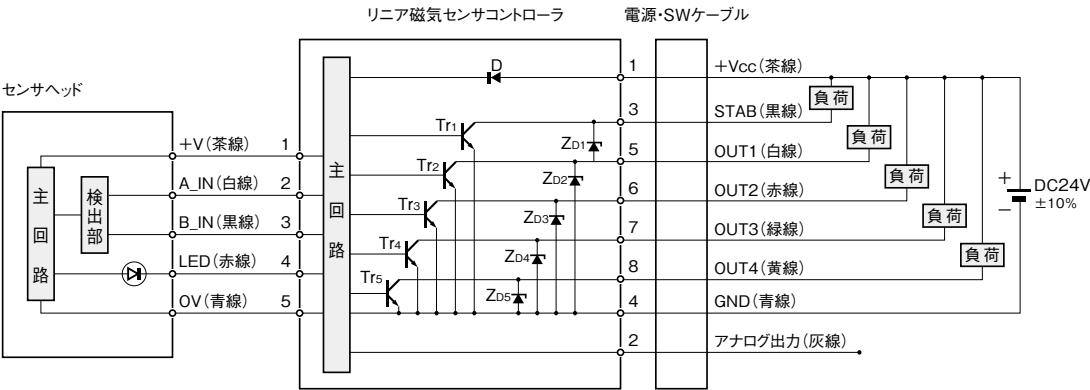 リニア磁気センサコントローラ
電源・SWケーブル
センサヘッド
主回路
検出部
+V(茶線) 1
A_IN(白線) 2
B_IN(黒線) 3
LED(赤線) 4
0V(青線) 5
主回路
D
Tr1
Tr2
Tr3
Tr4
Tr5
ZD1
ZD2
ZD3
ZD4
ZD5
1 +Vcc(茶線)
3 STAB(黒線)
5 OUT1(白線)
6 OUT2(赤線)
7 OUT3(緑線)
8 OUT4(黄線)
4 GND(青線)
2 アナログ出力(灰線)
負荷
負荷
負荷
負荷
負荷
+
−
DC24V
±10%